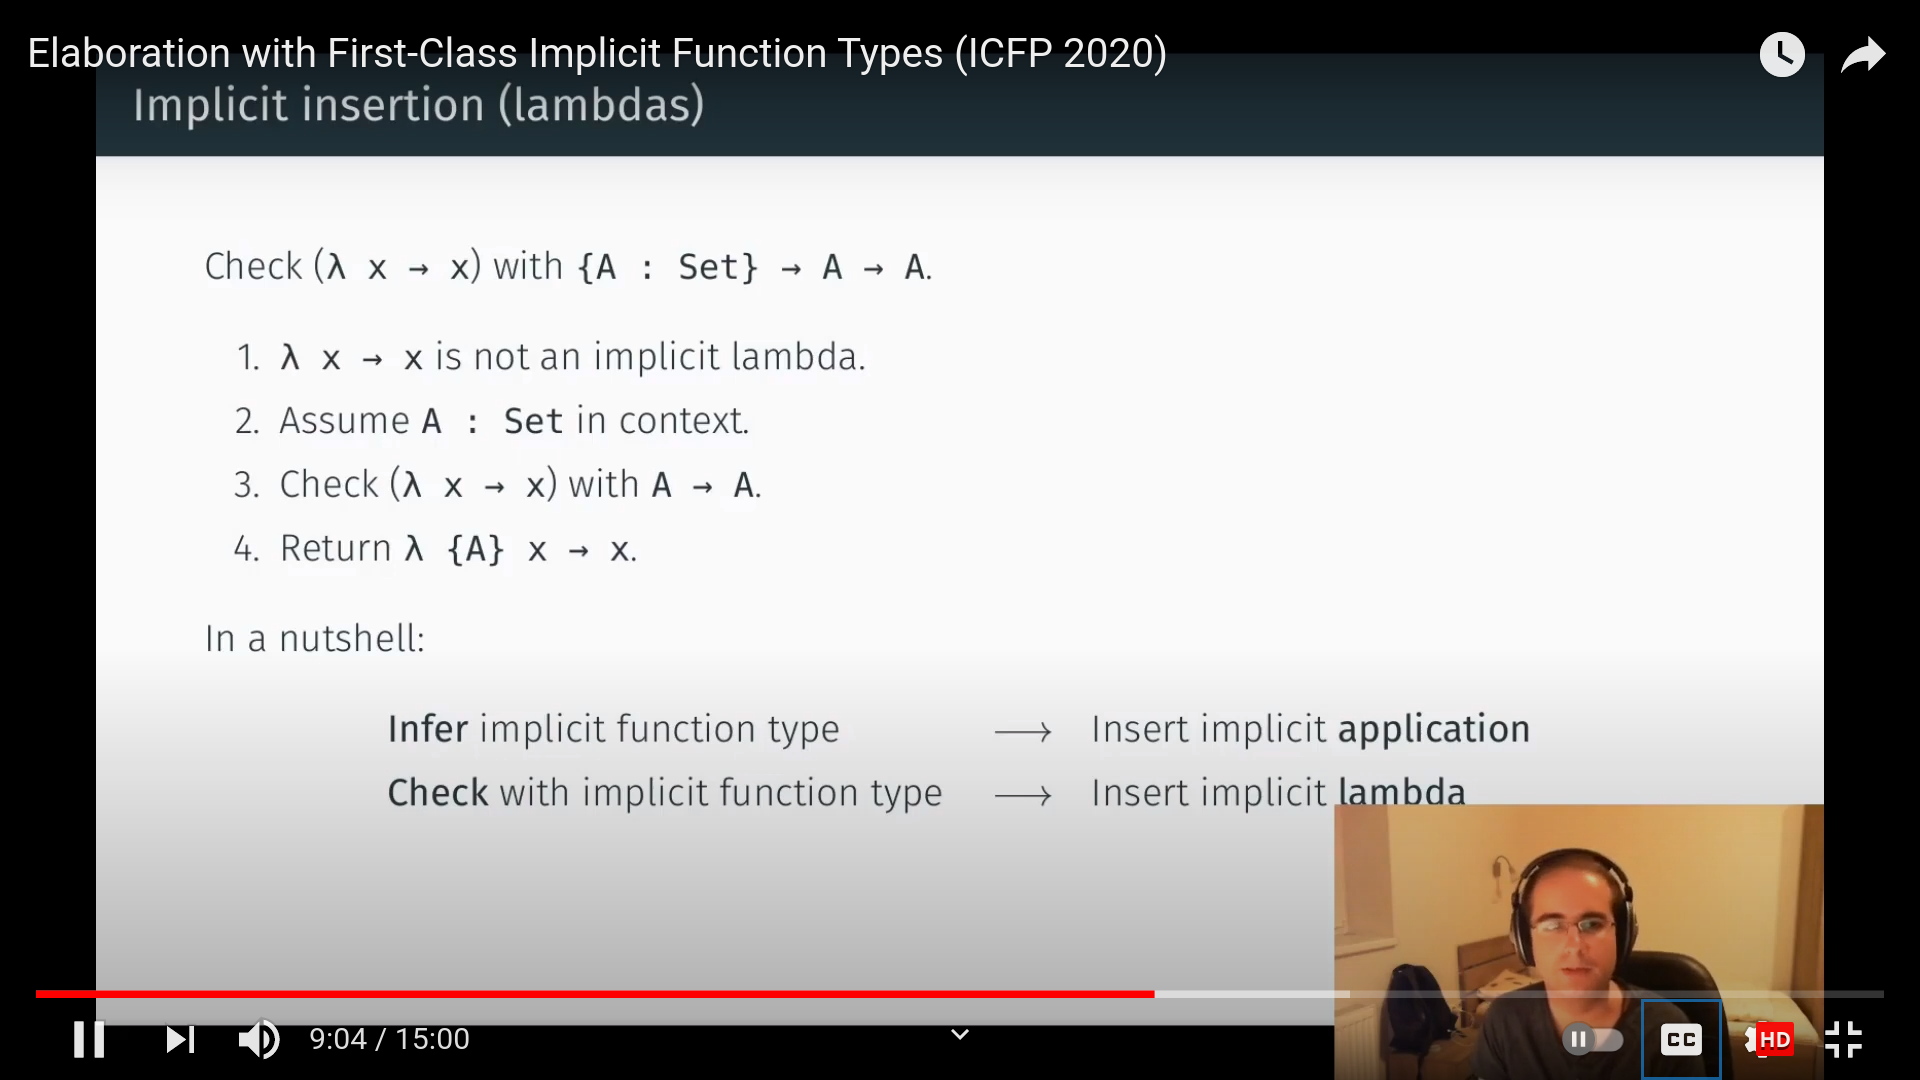 Elaboration with First-Class Implicit Function Types (ICFP 2020)
Implicit insertion (lambdas)
Check (λ x → x) with {A : Set} → A → A.
1. λ x → x is not an implicit lambda.
2. Assume A : Set in context.
3. Check (λ x → x) with A → A.
4. Return λ {A} x → x.
In a nutshell:
Infer implicit function type ⟶ Insert implicit application
Check with implicit function type ⟶ Insert implicit lambda
9:04 / 15:00
CC
HD